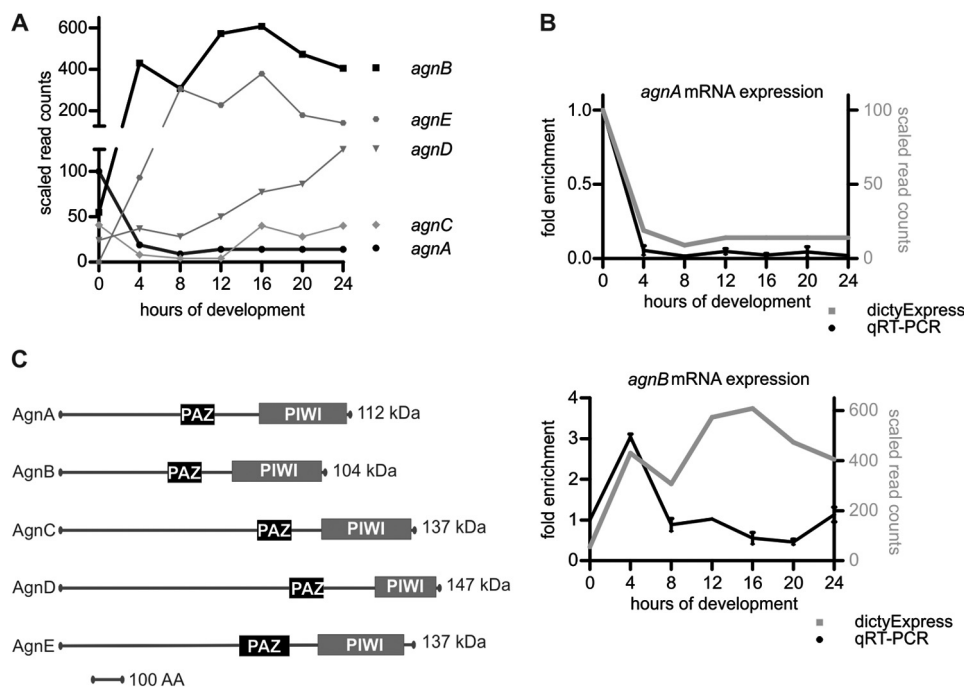 A
600
400
200
100
50
0
scaled read counts
0 4 8 12 16 20 24
hours of development
agnB
agnE
agnD
agnC
agnA
B
agnA mRNA expression
1.0
0.5
0.0
fold enrichment
100
50
0
scaled read counts
0 4 8 12 16 20 24
hours of development
dictyExpress
qRT-PCR
agnB mRNA expression
4
3
2
1
0
fold enrichment
600
400
200
0
scaled read counts
0 4 8 12 16 20 24
hours of development
dictyExpress
qRT-PCR
C
AgnA PAZ PIWI 112 kDa
AgnB PAZ PIWI 104 kDa
AgnC PAZ PIWI 137 kDa
AgnD PAZ PIWI 147 kDa
AgnE PAZ PIWI 137 kDa
100 AA